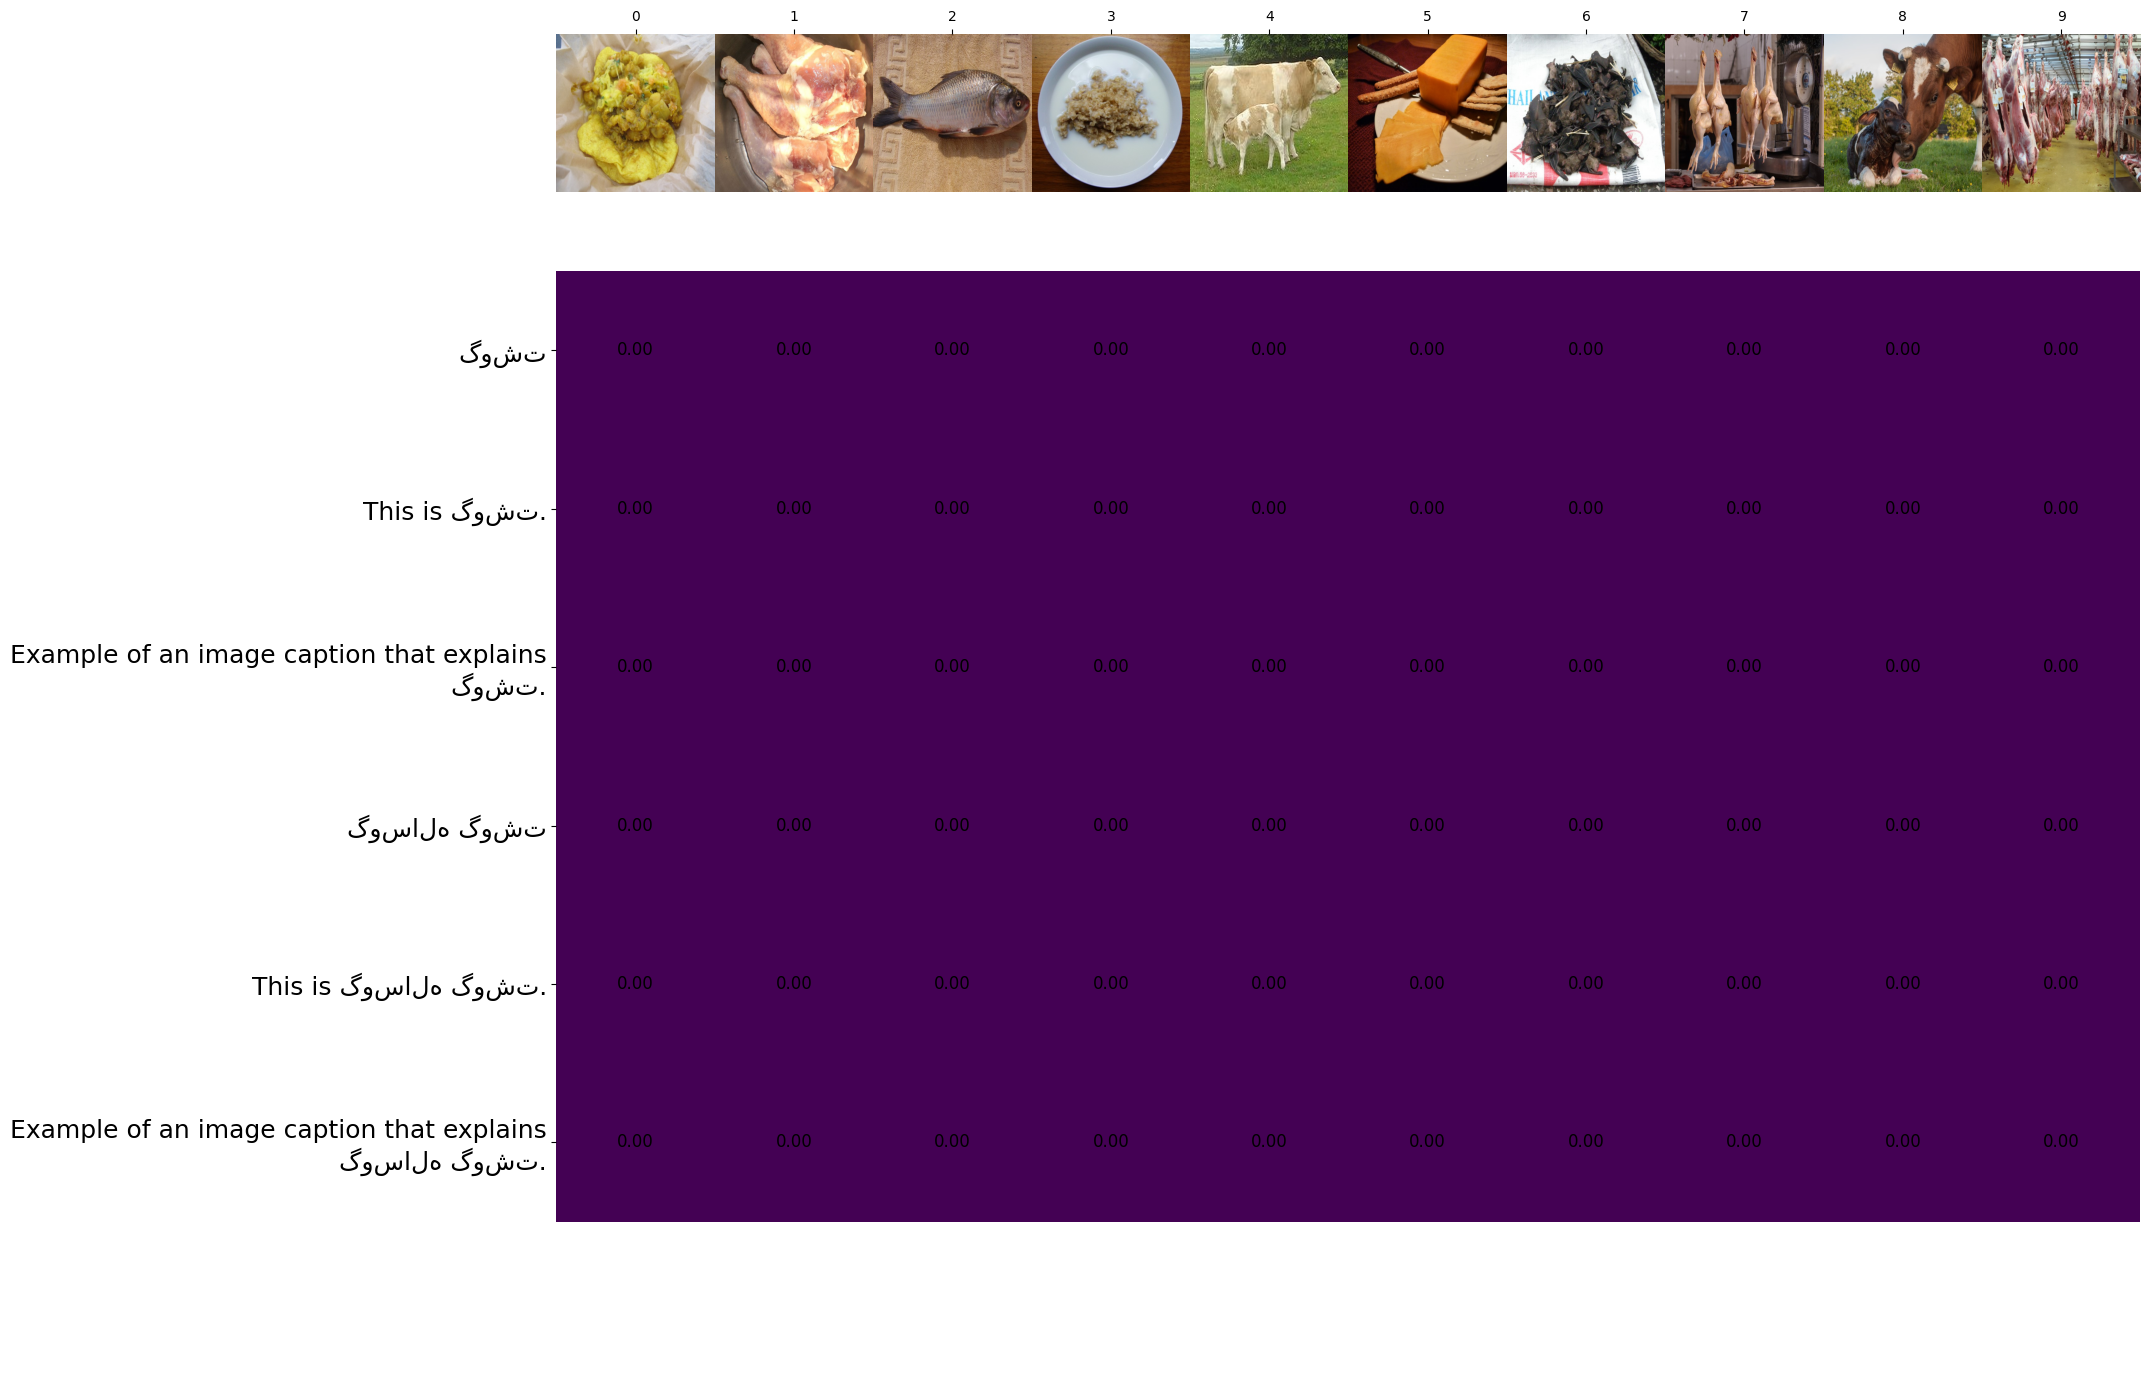 0 1 2 3 4 5 6 7 8 9
HAI
گوشت 0.00 0.00 0.00 0.00 0.00 0.00 0.00 0.00 0.00 0.00
This is گوشت. 0.00 0.00 0.00 0.00 0.00 0.00 0.00 0.00 0.00 0.00
Example of an image caption that explains
گوشت. 0.00 0.00 0.00 0.00 0.00 0.00 0.00 0.00 0.00 0.00
گوساله گوشت 0.00 0.00 0.00 0.00 0.00 0.00 0.00 0.00 0.00 0.00
This is گوساله گوشت. 0.00 0.00 0.00 0.00 0.00 0.00 0.00 0.00 0.00 0.00
Example of an image caption that explains
گوساله گوشت. 0.00 0.00 0.00 0.00 0.00 0.00 0.00 0.00 0.00 0.00